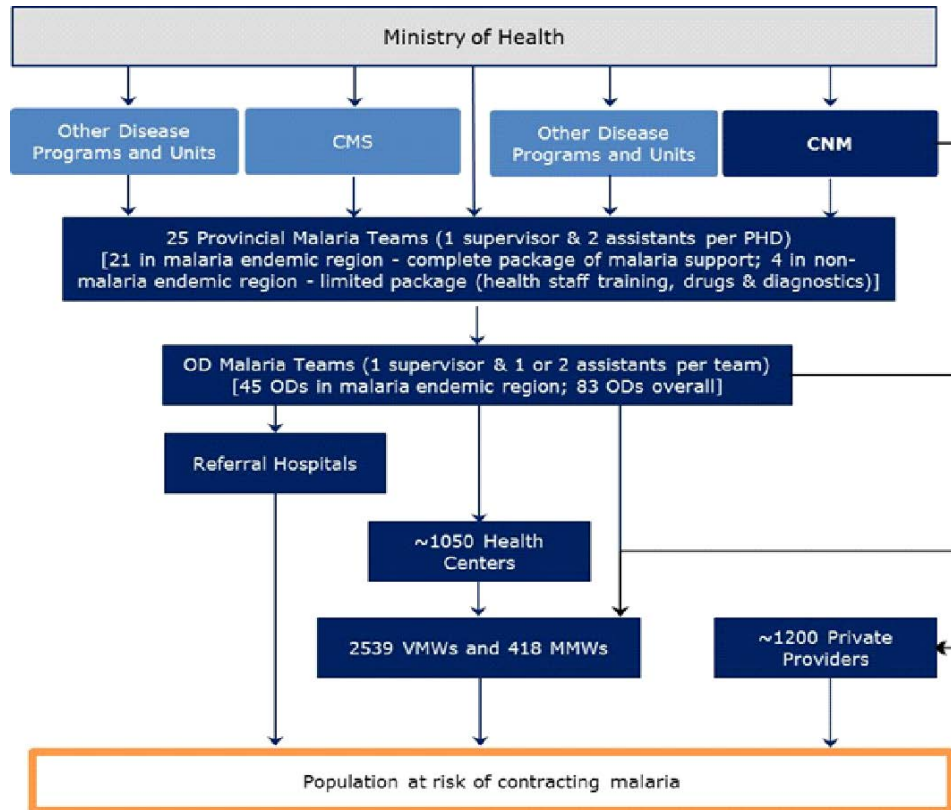 Ministry of Health
Other Disease
Programs and Units
CMS
Other Disease
Programs and Units
CNM
25 Provincial Malaria Teams (1 supervisor & 2 assistants per PHD)
[21 in malaria endemic region - complete package of malaria support; 4 in non-
malaria endemic region - limited package (health staff training, drugs & diagnostics)]
OD Malaria Teams (1 supervisor & 1 or 2 assistants per team)
[45 ODs in malaria endemic region; 83 ODs overall]
Referral Hospitals
~1050 Health
Centers
2539 VMWs and 418 MMWs
~1200 Private
Providers
Population at risk of contracting malaria